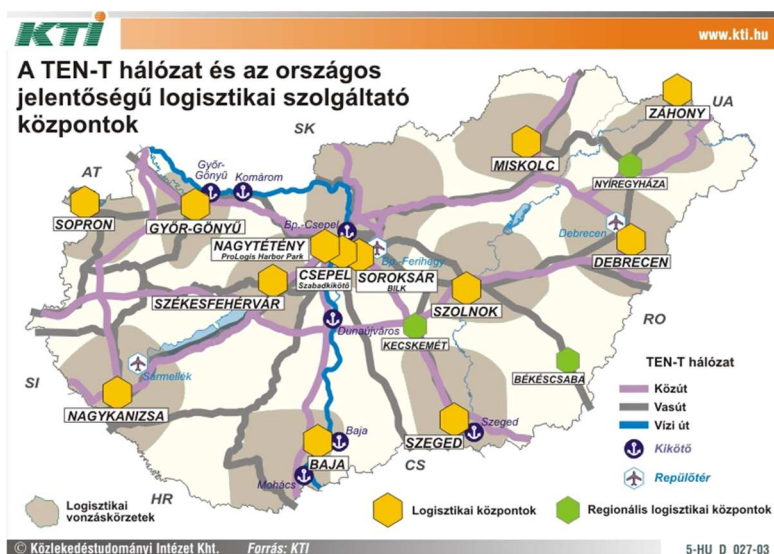 KTI
www.kti.hu
A TEN-T hálózat és az országos
jelentőségű logisztikai szolgáltató
központok
SK
UA
AT
ZÁHONY
MISKOLC
NYÍREGYHÁZA
Győr-
Gönyű
Komárom
SOPRON
GYŐR-GÖNYŰ
Bp.-Csepel
NAGYTÉTÉNY
ProLogis Harbor Park
Bp.-Ferihegy
Debrecen
DEBRECEN
CSEPEL
Szabadkikötő
SOROKSÁR
BILK
SZÉKESFEHÉRVÁR
SZOLNOK
Dunaújváros
KECSKEMÉT
RO
SI
Sármellék
BÉKÉSCSABA
NAGYKANIZSA
TEN-T hálózat
Közút
Vasút
Vízi út
Kikötő
Repülőtér
Baja
BAJA
SZEGED
Szeged
Mohács
CS
HR
Logisztikai
vonzáskörzetek
Logisztikai központok
Regionális logisztikai központok
© Közlekedéstudományi Intézet Kht. Forrás: KTI
5-HU_D_027-03